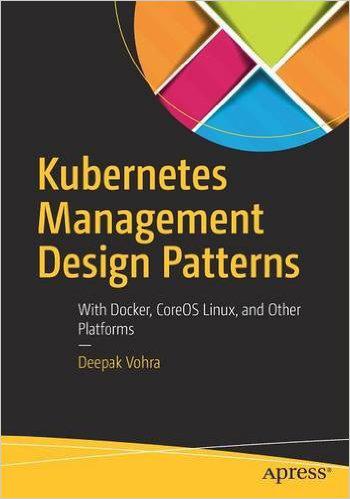 Kubernetes
Management
Design Patterns
With Docker, CoreOS Linux, and Other
Platforms
—
Deepak Vohra
Apress®